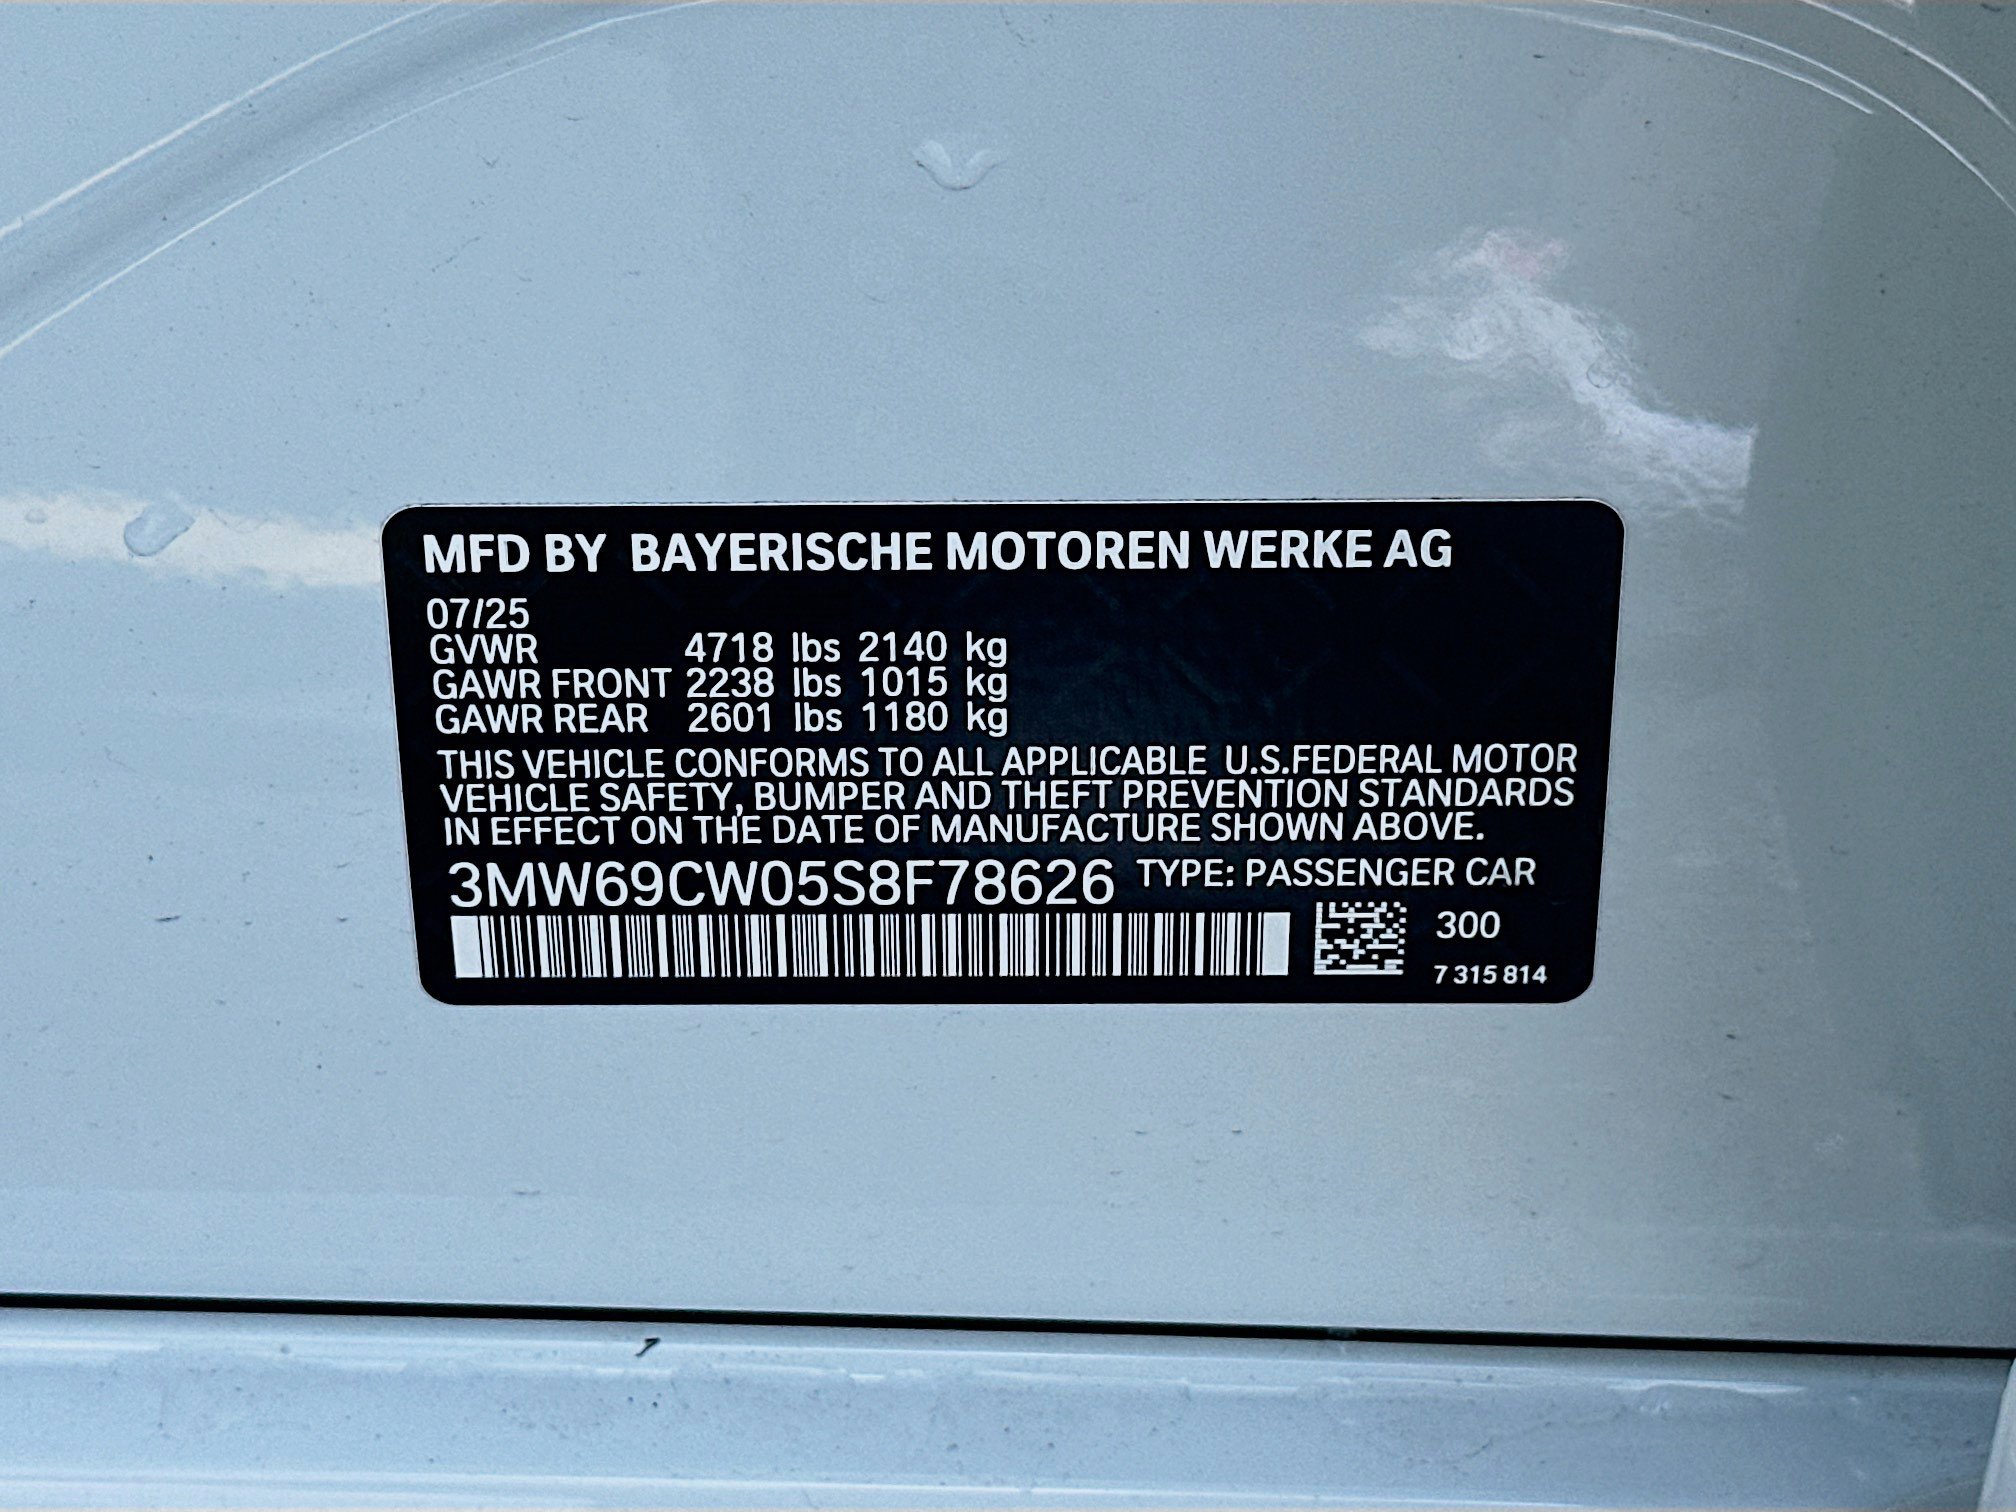 MFD BY BAYERISCHE MOTOREN WERKE AG
07/25
GVWR 4718 lbs 2140 kg
GAWR FRONT 2238 lbs 1015 kg
GAWR REAR 2601 lbs 1180 kg
THIS VEHICLE CONFORMS TO ALL APPLICABLE U.S.FEDERAL MOTOR
VEHICLE SAFETY, BUMPER AND THEFT PREVENTION STANDARDS
IN EFFECT ON THE DATE OF MANUFACTURE SHOWN ABOVE.
3MW69CW05S8F78626 TYPE: PASSENGER CAR
300
7 315 814